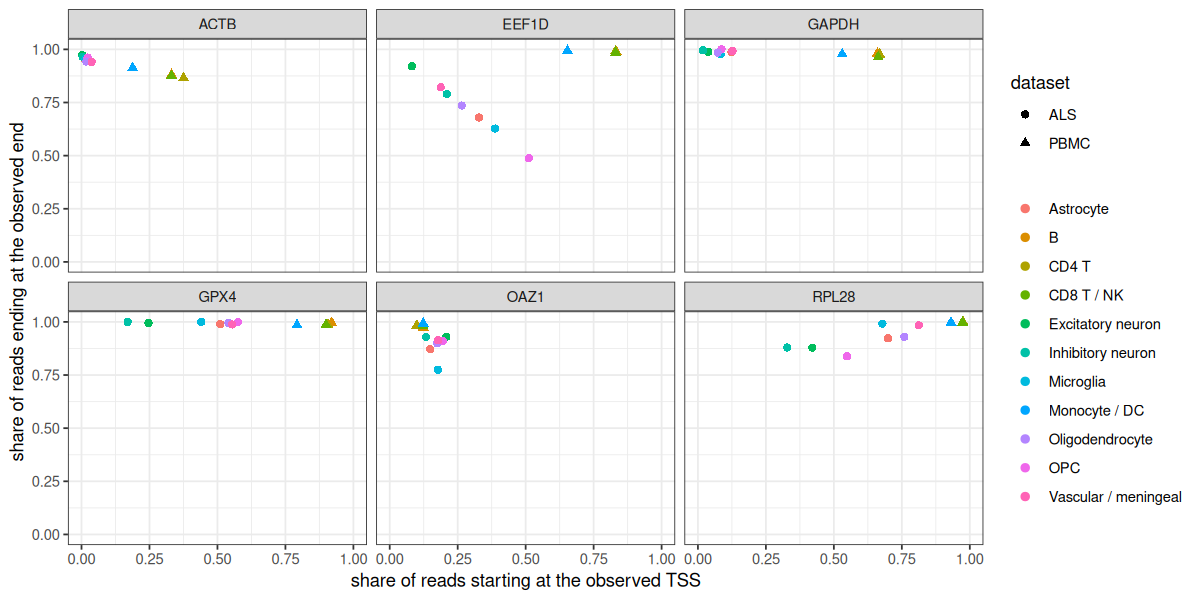 ACTB
EEF1D
GAPDH
1.00
0.75
0.50
0.25
0.00
GPX4
OAZ1
RPL28
1.00
0.75
0.50
0.25
0.00
0.00 0.25 0.50 0.75 1.00
0.00 0.25 0.50 0.75 1.00
0.00 0.25 0.50 0.75 1.00
share of reads starting at the observed TSS
share of reads ending at the observed end
dataset
ALS
PBMC
Astrocyte
B
CD4 T
CD8 T / NK
Excitatory neuron
Inhibitory neuron
Microglia
Monocyte / DC
Oligodendrocyte
OPC
Vascular / meningeal